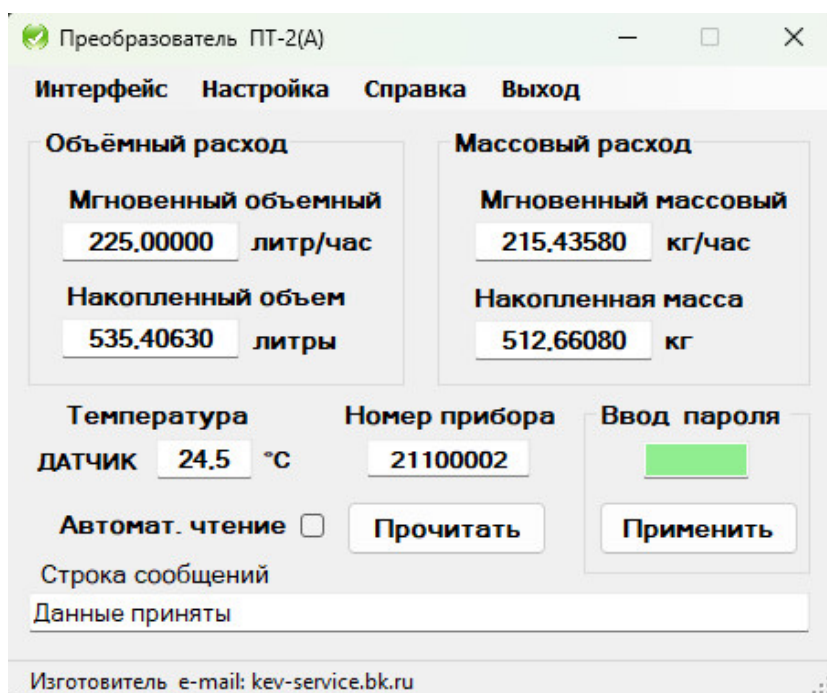 Преобразователь ПТ-2(А)
Интерфейс Настройка Справка Выход
Объёмный расход
Мгновенный объемный
225,00000 литр/час
Накопленный объем
535,40630 литры
Массовый расход
Мгновенный массовый
215,43580 кг/час
Накопленная масса
512,66080 кг
Температура
ДАТЧИК 24,5 °C
Номер прибора
21100002
Ввод пароля
Автомат. чтение
Прочитать
Применить
Строка сообщений
Данные приняты
Изготовитель e-mail: kev-service.bk.ru